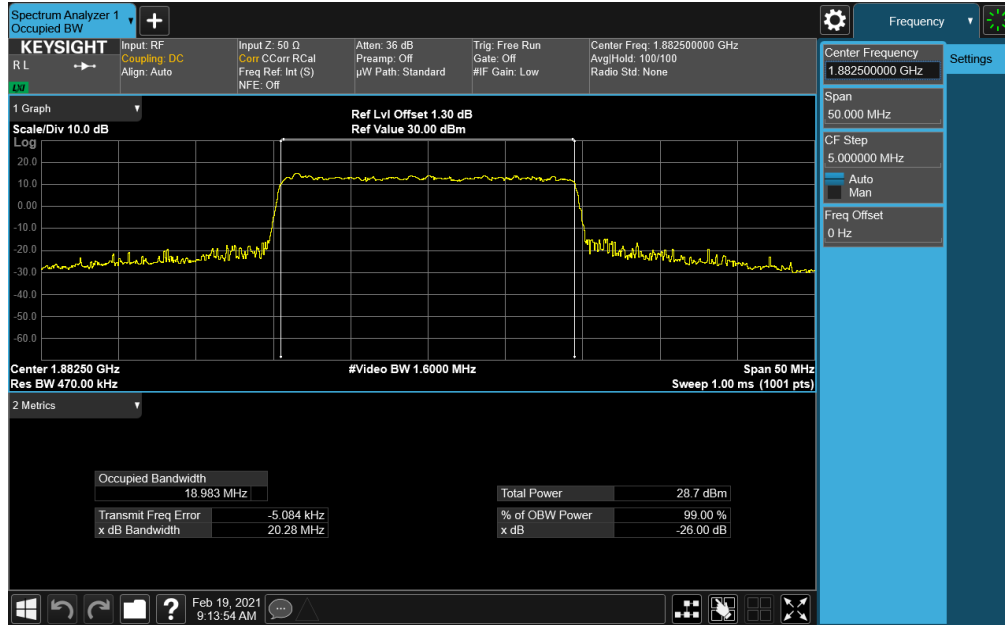 Spectrum Analyzer 1
Occupied BW
Frequency
KEYSIGHT
R L
LXI
Input: RF
Coupling: DC
Align: Auto
Input Z: 50 Ω
Corr CCorr RCal
Freq Ref: Int (S)
NFE: Off
Atten: 36 dB
Preamp: Off
µW Path: Standard
Trig: Free Run
Gate: Off
#IF Gain: Low
Center Freq: 1.882500000 GHz
Avg|Hold: 100/100
Radio Std: None
Center Frequency
1.882500000 GHz
Settings
Span
50.000 MHz
CF Step
5.000000 MHz
Auto
Man
Freq Offset
0 Hz
1 Graph
Scale/Div 10.0 dB
Ref Lvl Offset 1.30 dB
Ref Value 30.00 dBm
Log
20.0
10.0
0.00
-10.0
-20.0
-30.0
-40.0
-50.0
-60.0
Center 1.88250 GHz
#Video BW 1.6000 MHz
Span 50 MHz
Res BW 470.00 kHz
Sweep 1.00 ms (1001 pts)
2 Metrics
Occupied Bandwidth
18.983 MHz
Total Power 28.7 dBm
Transmit Freq Error -5.084 kHz
% of OBW Power 99.00 %
x dB Bandwidth 20.28 MHz
x dB -26.00 dB
Feb 19, 2021
9:13:54 AM